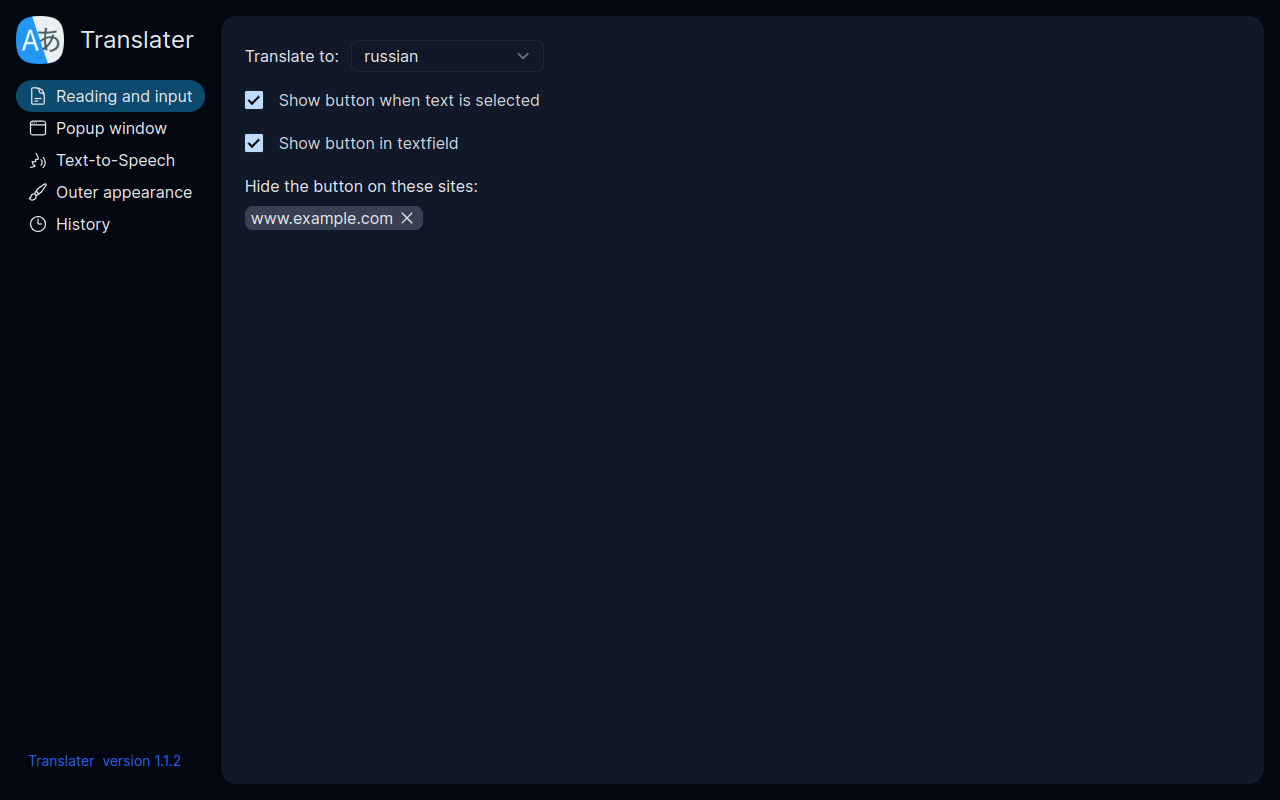 Aあ
Translater
Reading and input
Popup window
Text-to-Speech
Outer appearance
History
Translater version 1.1.2
Translate to: russian
Show button when text is selected
Show button in textfield
Hide the button on these sites:
www.example.com